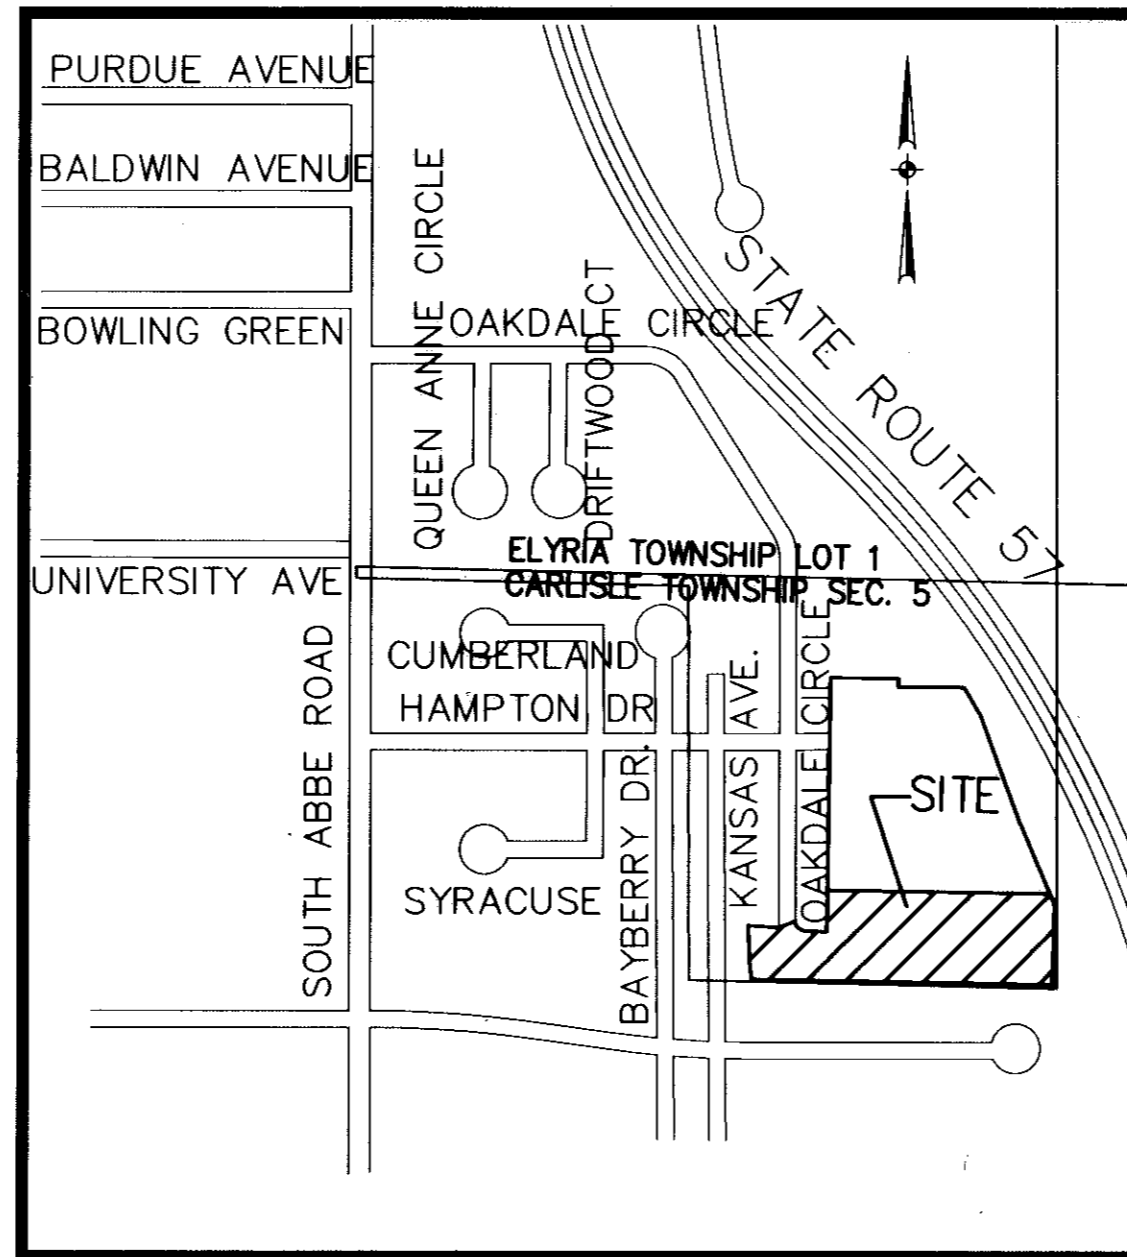 PURDUE AVENUE
BALDWIN AVENUE
BOWLING GREEN
QUEEN ANNE CIRCLE
OAKDALE CIRCLE
DRIFTWOOD CT
STATE ROUTE 57
ELYRIA TOWNSHIP LOT 1
CARLISLE TOWNSHIP SEC. 5
UNIVERSITY AVE
SOUTH ABBE ROAD
CUMBERLAND
HAMPTON DR
BAYBERRY DR.
KANSAS AVE.
OAKDALE CIRCLE
SITE
SYRACUSE